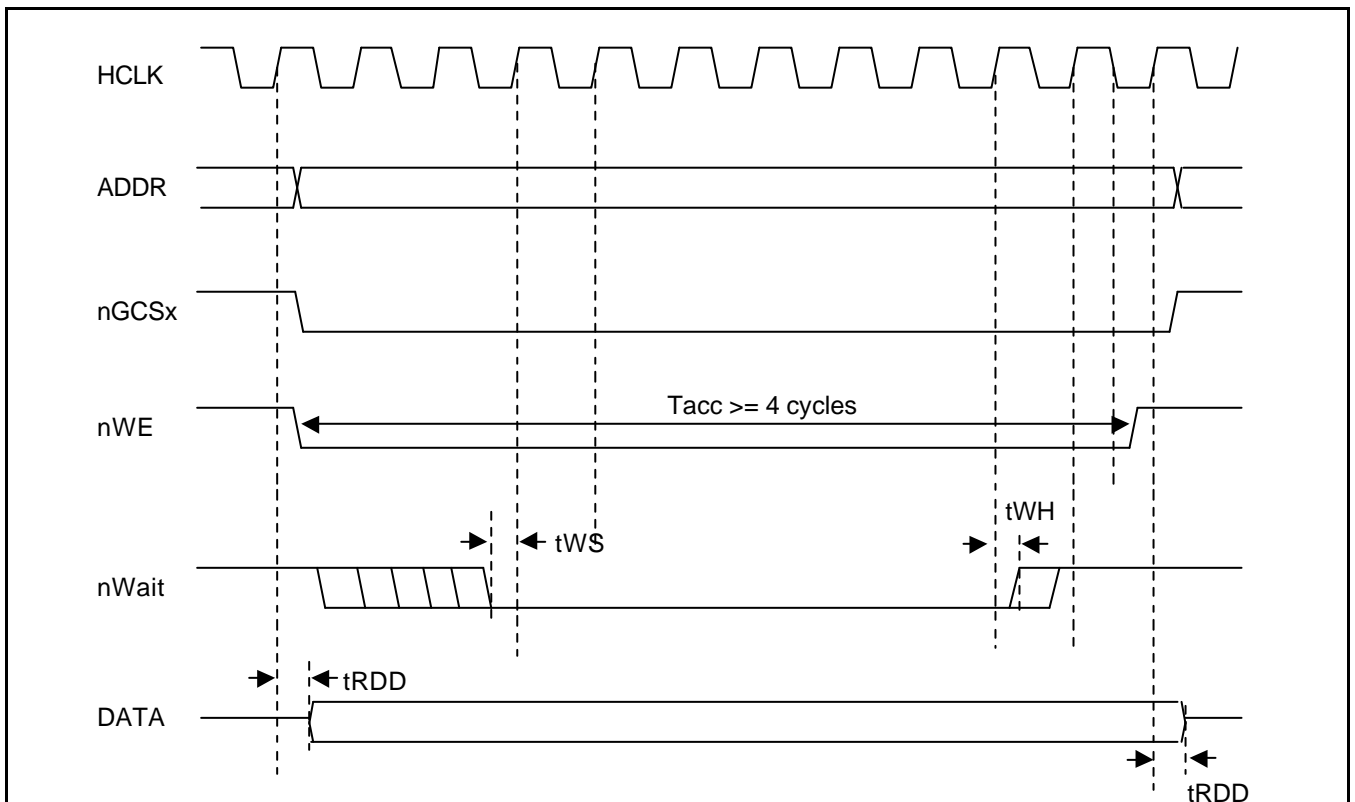 HCLK
ADDR
nGCSx
Tacc >= 4 cycles
nWE
tWH
tWS
nWait
tRDD
DATA
tRDD